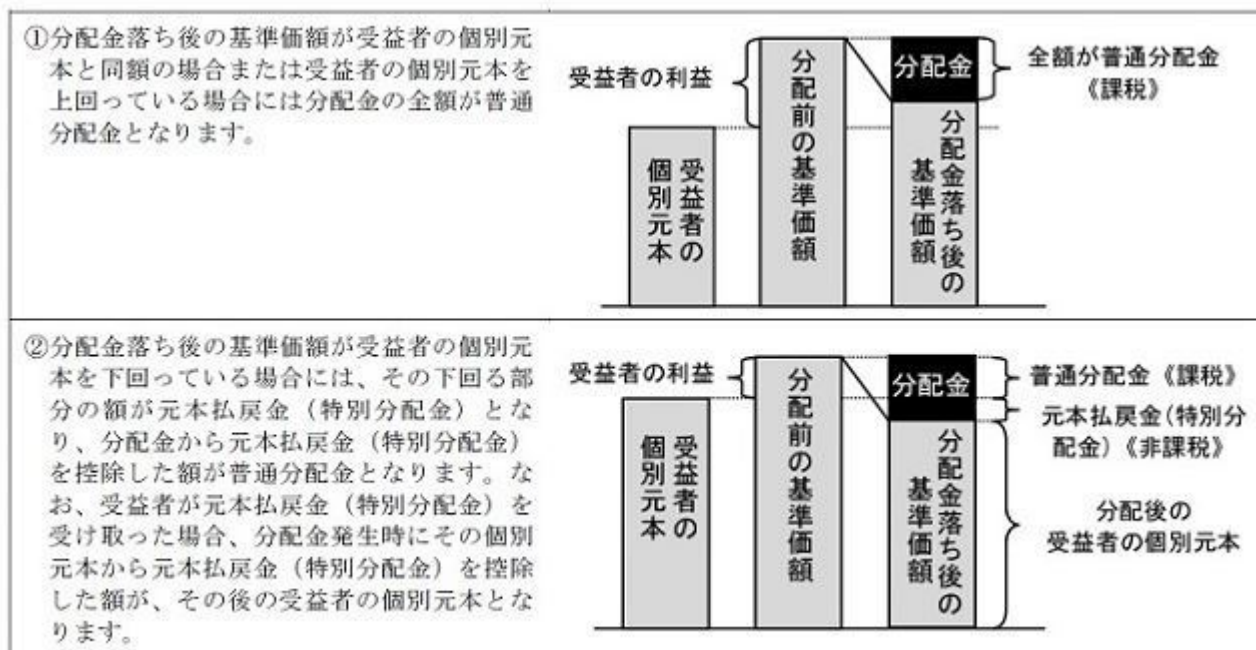 ①分配金落ち後の基準価額が受益者の個別元
本と同額の場合または受益者の個別元本を
上回っている場合には分配金の全額が普通
分配金となります。
受益者の利益
受益者の
個別元本
分配前の基準価額
分配金
分配金落ち後の
基準価額
全額が普通分配金
《課税》
②分配金落ち後の基準価額が受益者の個別元
本を下回っている場合には、その下回る部
分の額が元本払戻金（特別分配金）とな
り、分配金から元本払戻金（特別分配金）
を控除した額が普通分配金となります。な
お、受益者が元本払戻金（特別分配金）を
受け取った場合、分配金発生時にその個別
元本から元本払戻金（特別分配金）を控除
した額が、その後の受益者の個別元本とな
ります。
受益者の利益
受益者の
個別元本
分配前の基準価額
分配金
分配金落ち後の
基準価額
普通分配金《課税》
元本払戻金（特別分
配金）《非課税》
分配後の
受益者の個別元本